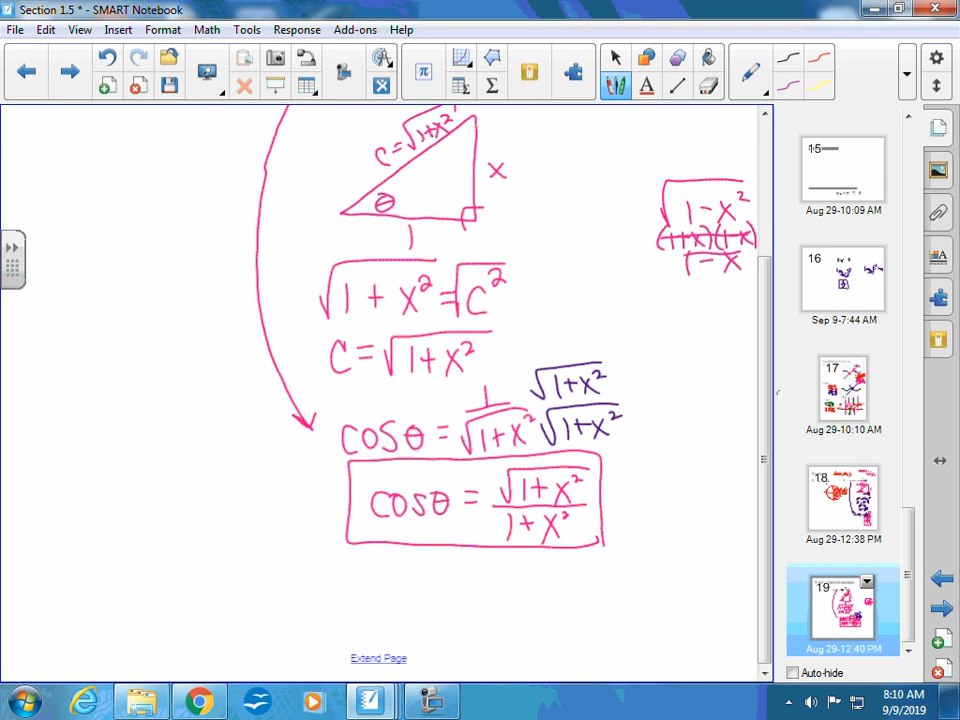 Section 1.5 * - SMART Notebook
File Edit View Insert Format Math Tools Response Add-ons Help
C = √1+x²
x
θ
1
√1 + x² = √C²
C = √1+x²
cosθ = 1/√1+x² √1+x²/√1+x²
cosθ = √1+x²/1+x²
√1-x²
(1+x)(1-x)
1-x
Extend Page
15
Aug 29-10:09 AM
16
Sep 9-7:44 AM
17
Aug 29-10:10 AM
18
Aug 29-12:38 PM
19
Aug 29-12:40 PM
Auto-hide
8:10 AM
9/9/2019